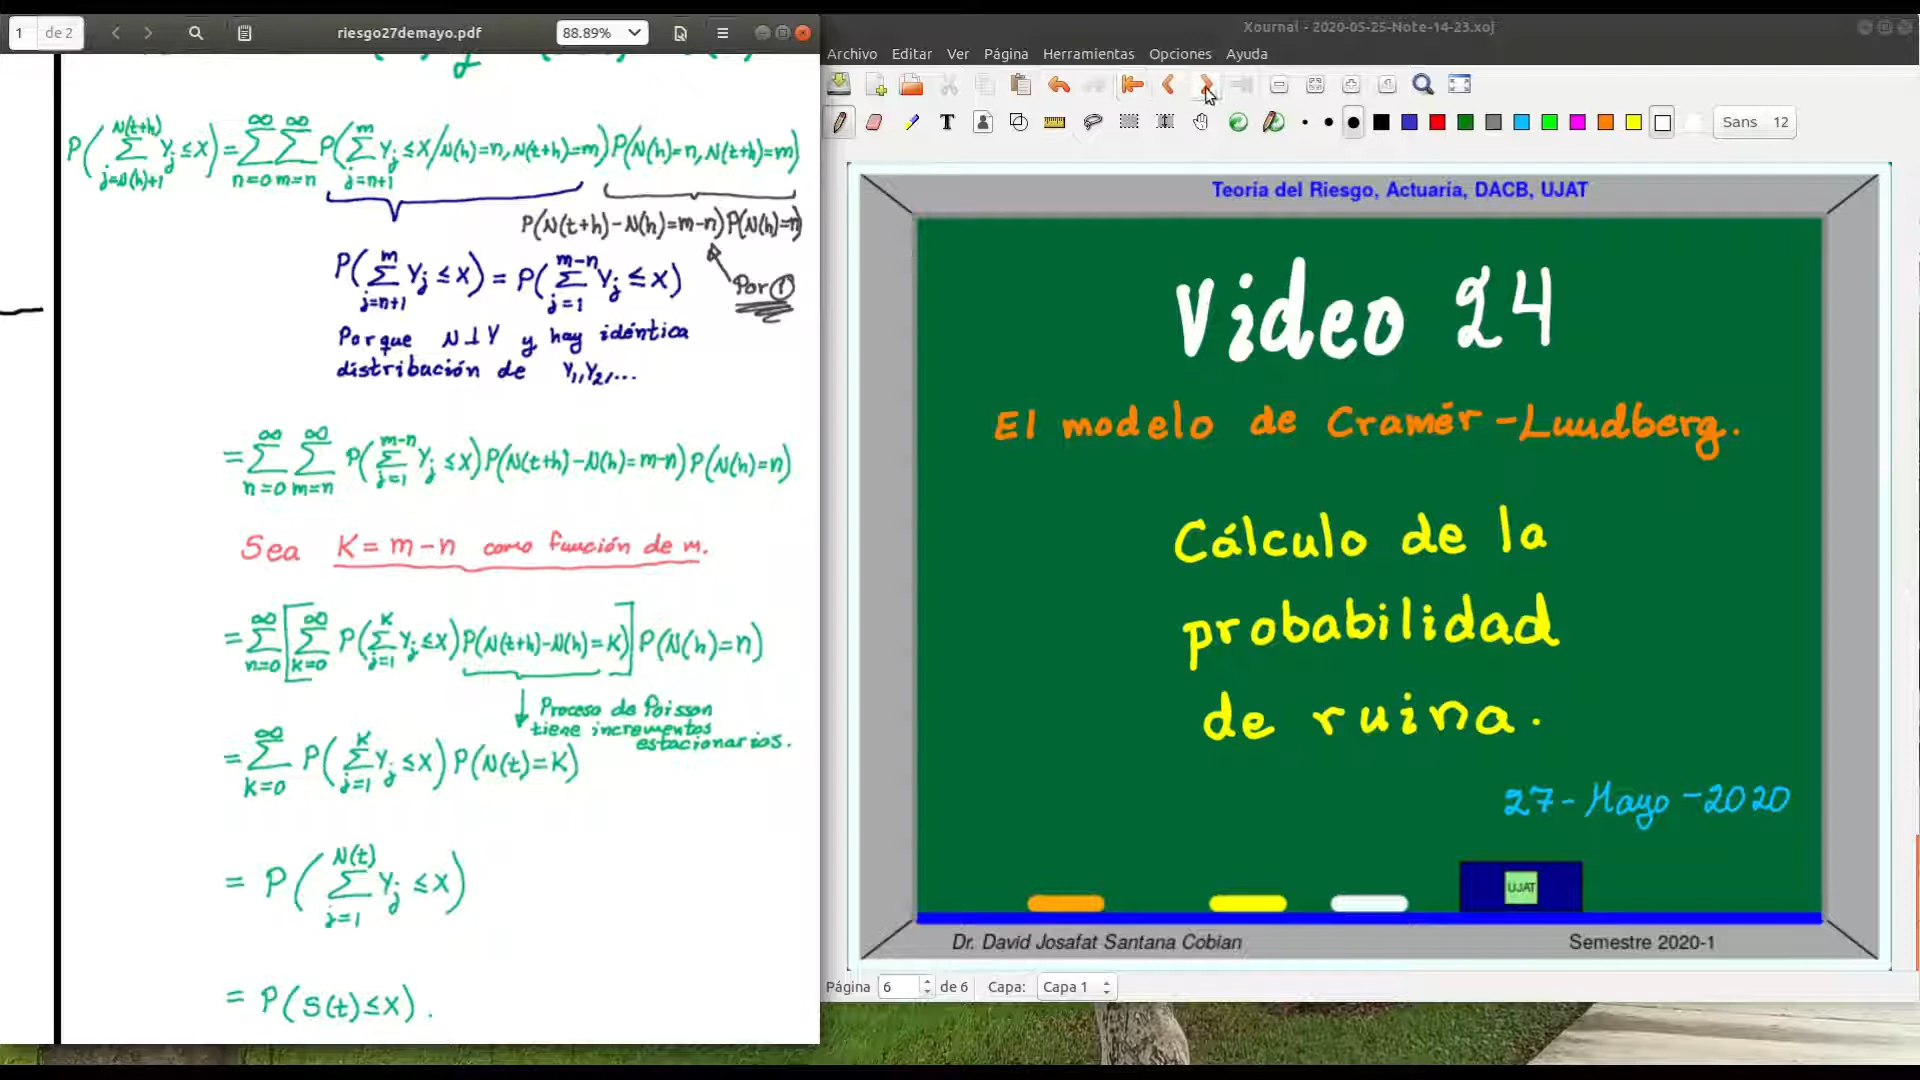 1 de 2
riesgo27demayo.pdf
88.89%
P(∑_{j=N(h)+1}^{N(t+h)} Y_j ≤ x) = ∑_{n=0}^{∞} ∑_{m=n}^{∞} P(∑_{j=n+1}^{m} Y_j ≤ x / N(h)=n, N(t+h)=m) P(N(h)=n, N(t+h)=m)
P(N(t+h)-N(h)=m-n)P(N(h)=n)
P(∑_{j=n+1}^{m} Y_j ≤ x) = P(∑_{j=1}^{m-n} Y_j ≤ x)
Por ①
Porque N⊥Y y hay idéntica
distribución de Y_1, Y_2, ...
= ∑_{n=0}^{∞} ∑_{m=n}^{∞} P(∑_{j=1}^{m-n} Y_j ≤ x) P(N(t+h)-N(h)=m-n) P(N(h)=n)
Sea K = m-n como función de m.
= ∑_{n=0}^{∞} [∑_{k=0}^{∞} P(∑_{j=1}^{k} Y_j ≤ x) P(N(t+h)-N(h)=k)] P(N(h)=n)
↓ Proceso de Poisson
tiene incrementos
estacionarios.
= ∑_{k=0}^{∞} P(∑_{j=1}^{k} Y_j ≤ x) P(N(t)=k)
= P(∑_{j=1}^{N(t)} Y_j ≤ x)
= P(S(t) ≤ x).
Xournal - 2020-05-25-Note-14-23.xoj
Archivo Editar Ver Página Herramientas Opciones Ayuda
Sans 12
Teoría del Riesgo, Actuaría, DACB, UJAT
Video 24
El modelo de Cramér-Luudberg.
Cálculo de la
probabilidad
de ruina.
27-Mayo-2020
UJAT
Dr. David Josafat Santana Cobian Semestre 2020-1
Página 6 de 6 Capa: Capa 1